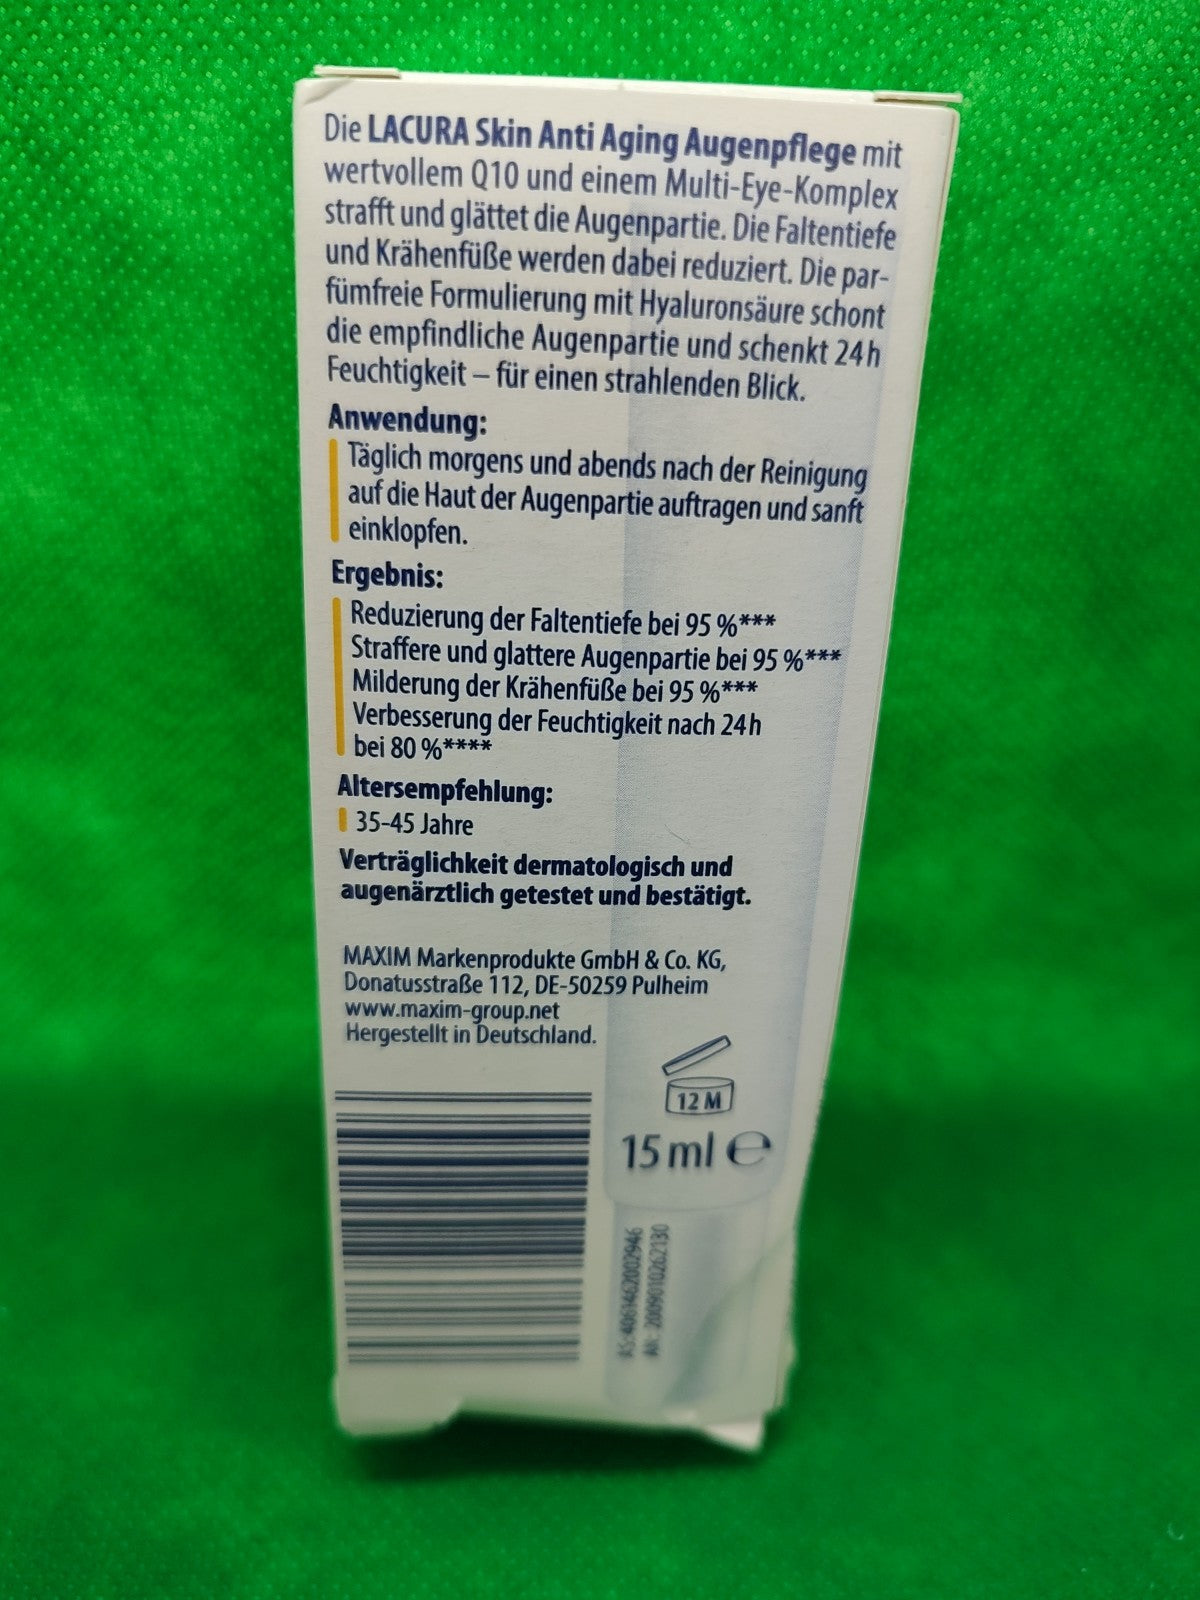 Die LACURA Skin Anti Aging Augenpflege mit
wertvollem Q10 und einem Multi-Eye-Komplex
strafft und glättet die Augenpartie. Die Faltentiefe
und Krähenfüße werden dabei reduziert. Die par-
fümfreie Formulierung mit Hyaluronsäure schont
die empfindliche Augenpartie und schenkt 24h
Feuchtigkeit – für einen strahlenden Blick.
Anwendung:
Täglich morgens und abends nach der Reinigung
auf die Haut der Augenpartie auftragen und sanft
einklopfen.
Ergebnis:
Reduzierung der Faltentiefe bei 95 %***
Straffere und glattere Augenpartie bei 95 %***
Milderung der Krähenfüße bei 95 %***
Verbesserung der Feuchtigkeit nach 24h
bei 80 %****
Altersempfehlung:
35-45 Jahre
Verträglichkeit dermatologisch und
augenärztlich getestet und bestätigt.
MAXIM Markenprodukte GmbH & Co. KG,
Donatusstraße 112, DE-50259 Pulheim
www.maxim-group.net
Hergestellt in Deutschland.
12 M
15 ml ℮